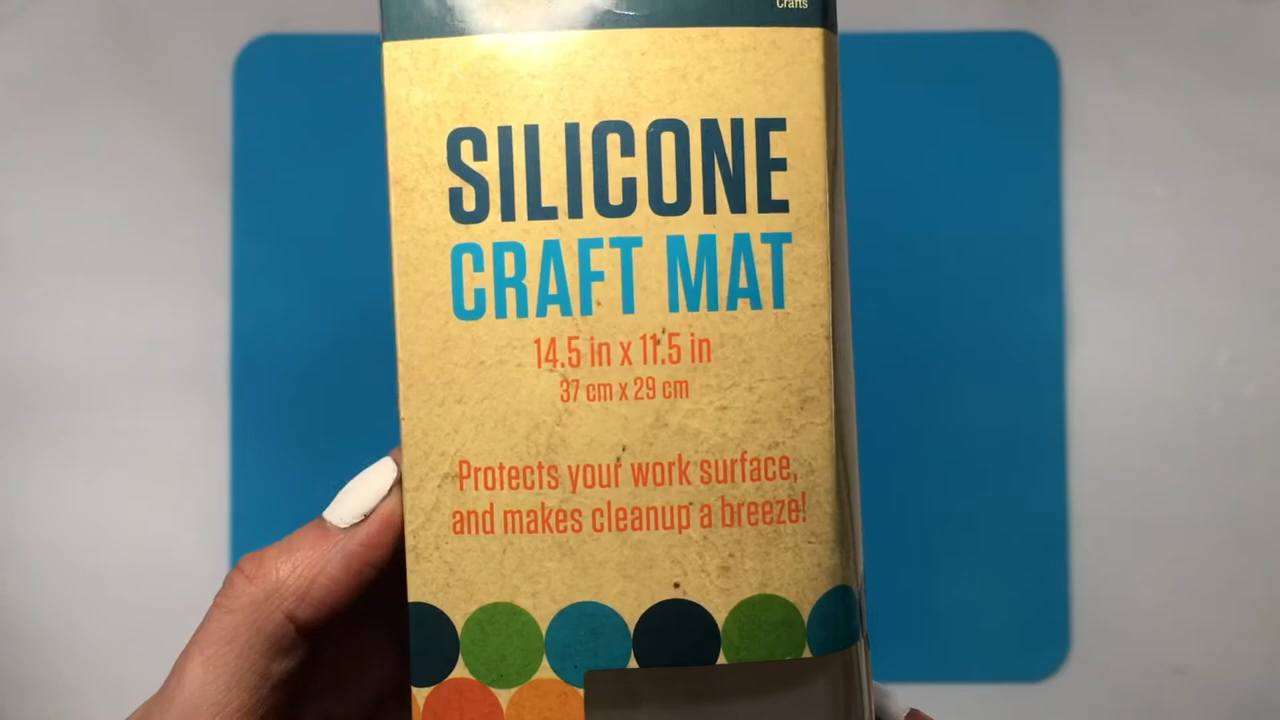 Crafts
SILICONE
CRAFT MAT
14.5 in x 11.5 in
37 cm x 29 cm
Protects your work surface,
and makes cleanup a breeze!